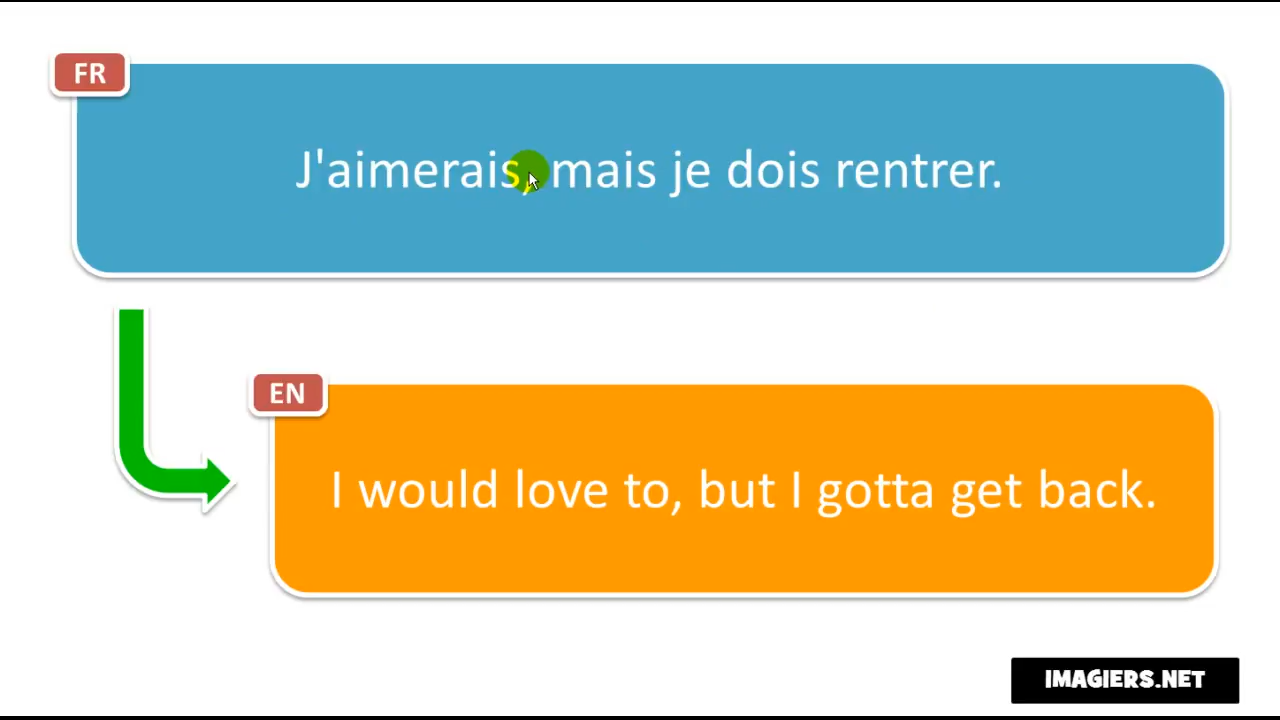 FR
J'aimerais, mais je dois rentrer.
EN
I would love to, but I gotta get back.
IMAGIERS.NET